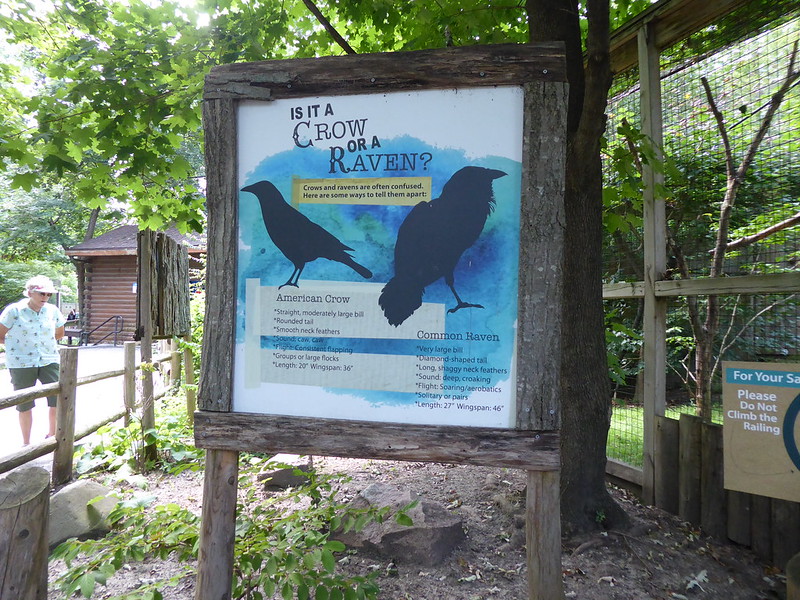 IS IT A
CROW
OR A
RAVEN?
Crows and ravens are often confused.
Here are some ways to tell them apart:
American Crow
*Straight, moderately large bill
*Rounded tail
*Smooth neck feathers
*Sound: caw, caw
*Flight: Consistent flapping
*Groups or large flocks
*Length: 20" Wingspan: 36"
Common Raven
*Very large bill
*Diamond-shaped tail
*Long, shaggy neck feathers
*Sound: deep, croaking
*Flight: Soaring/aerobatics
*Solitary or pairs
*Length: 27" Wingspan: 46"
For Your Sa
Please
Do Not
Climb the
Railing